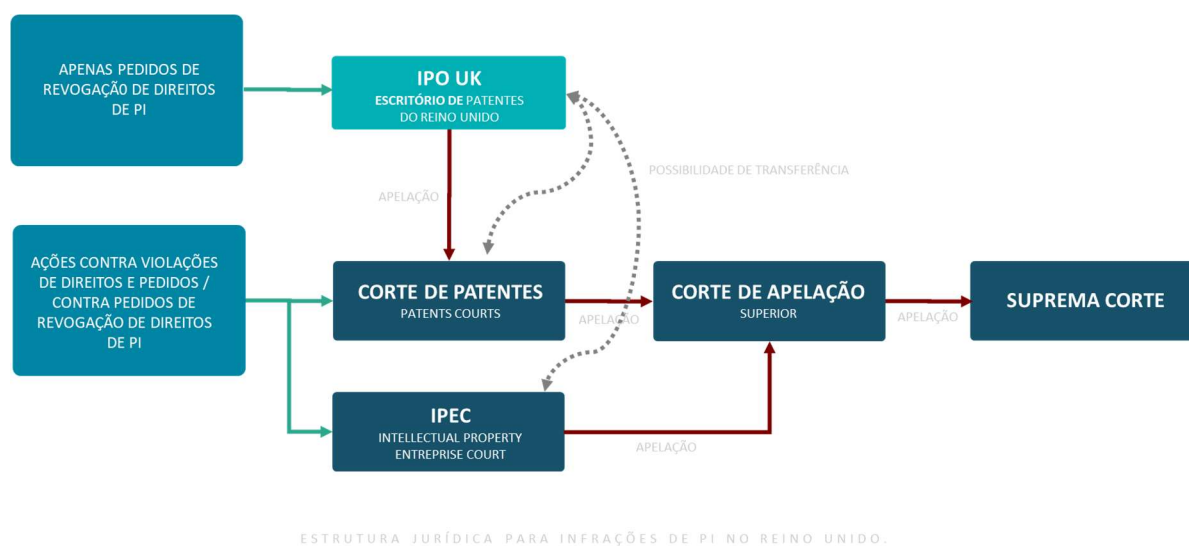 APENAS PEDIDOS DE
REVOGAÇÃ0 DE DIREITOS
DE PI
IPO UK
ESCRITÓRIO DE PATENTES
DO REINO UNIDO
POSSIBILIDADE DE TRANSFERÊNCIA
APELAÇÃO
AÇÕES CONTRA VIOLAÇÕES
DE DIREITOS E PEDIDOS /
CONTRA PEDIDOS DE
REVOGAÇÃO DE DIREITOS
DE PI
CORTE DE PATENTES
PATENTS COURTS
APELAÇÃO
CORTE DE APELAÇÃO
SUPERIOR
APELAÇÃO
SUPREMA CORTE
IPEC
INTELLECTUAL PROPERTY
ENTREPRISE COURT
APELAÇÃO
ESTRUTURA JURÍDICA PARA INFRAÇÕES DE PI NO REINO UNIDO.